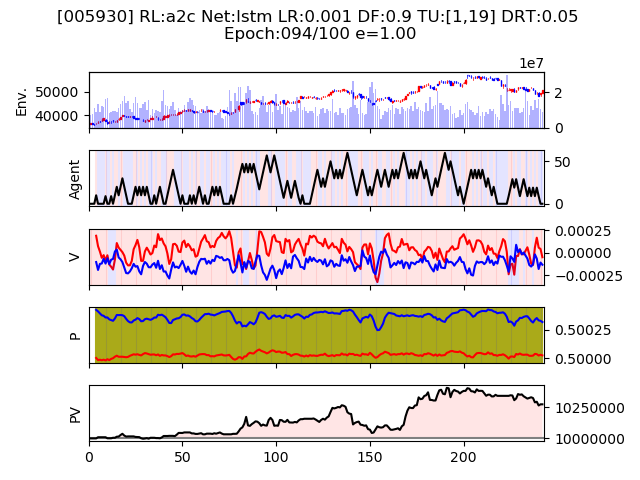 [005930] RL:a2c Net:lstm LR:0.001 DF:0.9 TU:[1,19] DRT:0.05
Epoch:094/100 e=1.00
1e7
Env.
50000
40000
2
0
Agent
50
0
V
0.00025
0.00000
−0.00025
P
0.50025
0.50000
PV
10250000
10000000
0 50 100 150 200